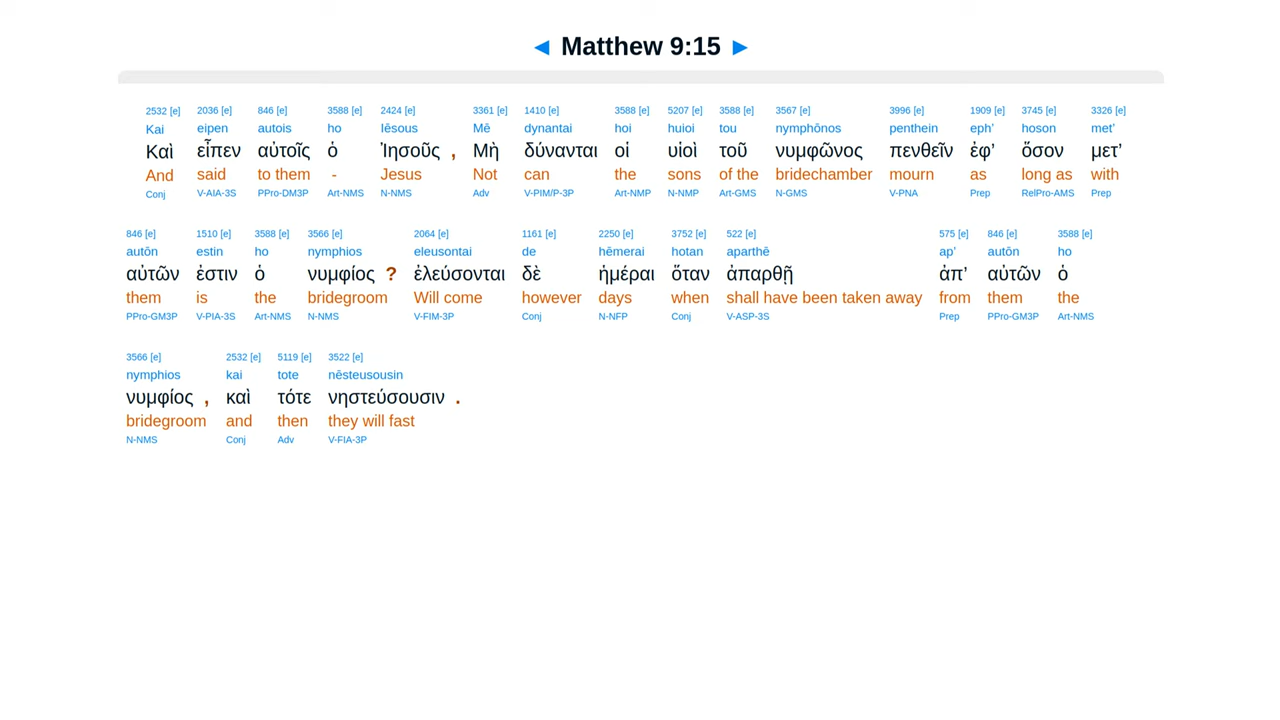 ◄ Matthew 9:15 ►
2532 [e] 2036 [e] 846 [e] 3588 [e] 2424 [e] 3361 [e] 1410 [e] 3588 [e] 5207 [e] 3588 [e] 3567 [e] 3996 [e] 1909 [e] 3745 [e] 3326 [e]
Kai eipen autois ho Iēsous Mē dynantai hoi huioi tou nymphōnos penthein eph’ hoson met’
Καὶ εἶπεν αὐτοῖς ὁ Ἰησοῦς , Μὴ δύνανται οἱ υἱοὶ τοῦ νυμφῶνος πενθεῖν ἐφ’ ὅσον μετ’
And said to them - Jesus Not can the sons of the bridechamber mourn as long as with
Conj V-AIA-3S PPro-DM3P Art-NMS N-NMS Adv V-PIM/P-3P Art-NMP N-NMP Art-GMS N-GMS V-PNA Prep RelPro-AMS Prep
846 [e] 1510 [e] 3588 [e] 3566 [e] 2064 [e] 1161 [e] 2250 [e] 3752 [e] 522 [e] 575 [e] 846 [e] 3588 [e]
autōn estin ho nymphios eleusontai de hēmerai hotan aparthē ap’ autōn ho
αὐτῶν ἐστιν ὁ νυμφίος ? ἐλεύσονται δὲ ἡμέραι ὅταν ἀπαρθῇ ἀπ’ αὐτῶν ὁ
them is the bridegroom Will come however days when shall have been taken away from them the
PPro-GM3P V-PIA-3S Art-NMS N-NMS V-FIM-3P Conj N-NFP Conj V-ASP-3S Prep PPro-GM3P Art-NMS
3566 [e] 2532 [e] 5119 [e] 3522 [e]
nymphios kai tote nēsteusousin
νυμφίος , καὶ τότε νηστεύσουσιν .
bridegroom and then they will fast
N-NMS Conj Adv V-FIA-3P